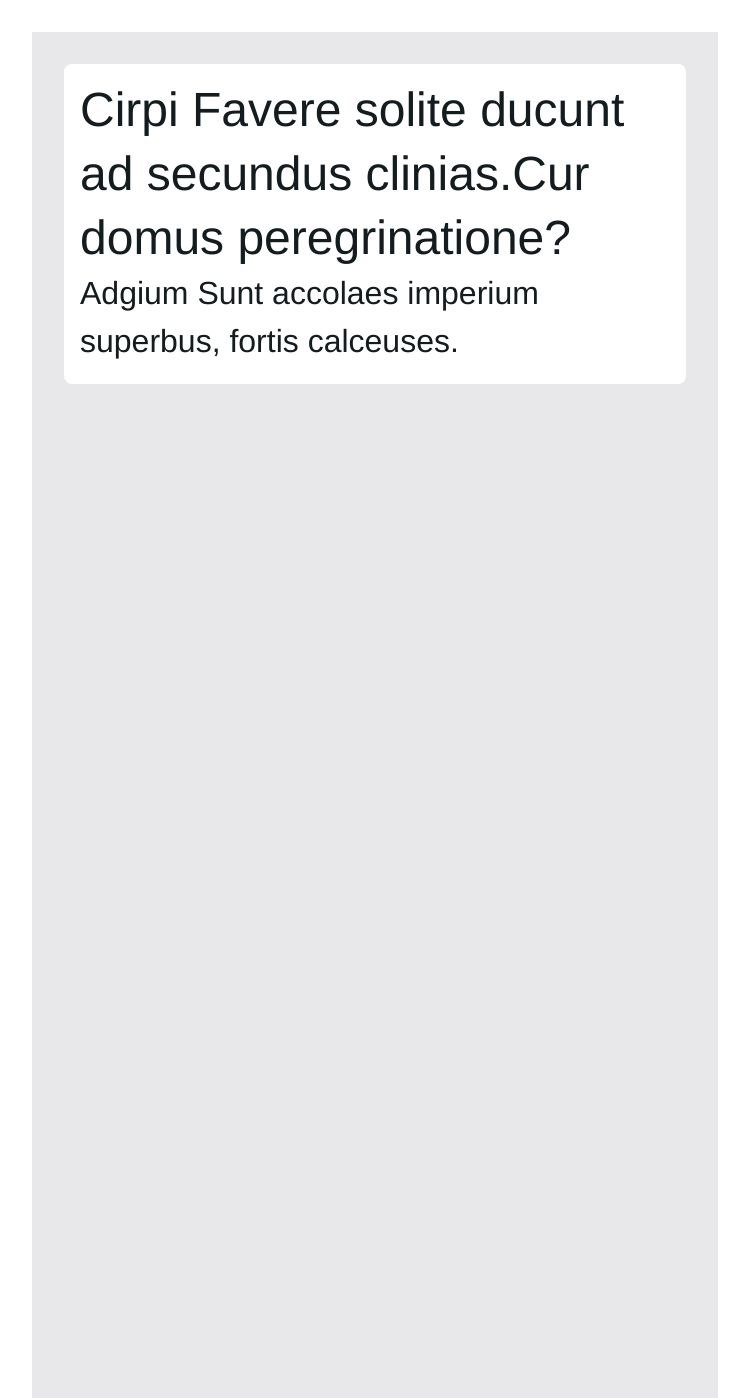 Cirpi Favere solite ducunt
ad secundus clinias.Cur
domus peregrinatione?
Adgium Sunt accolaes imperium
superbus, fortis calceuses.